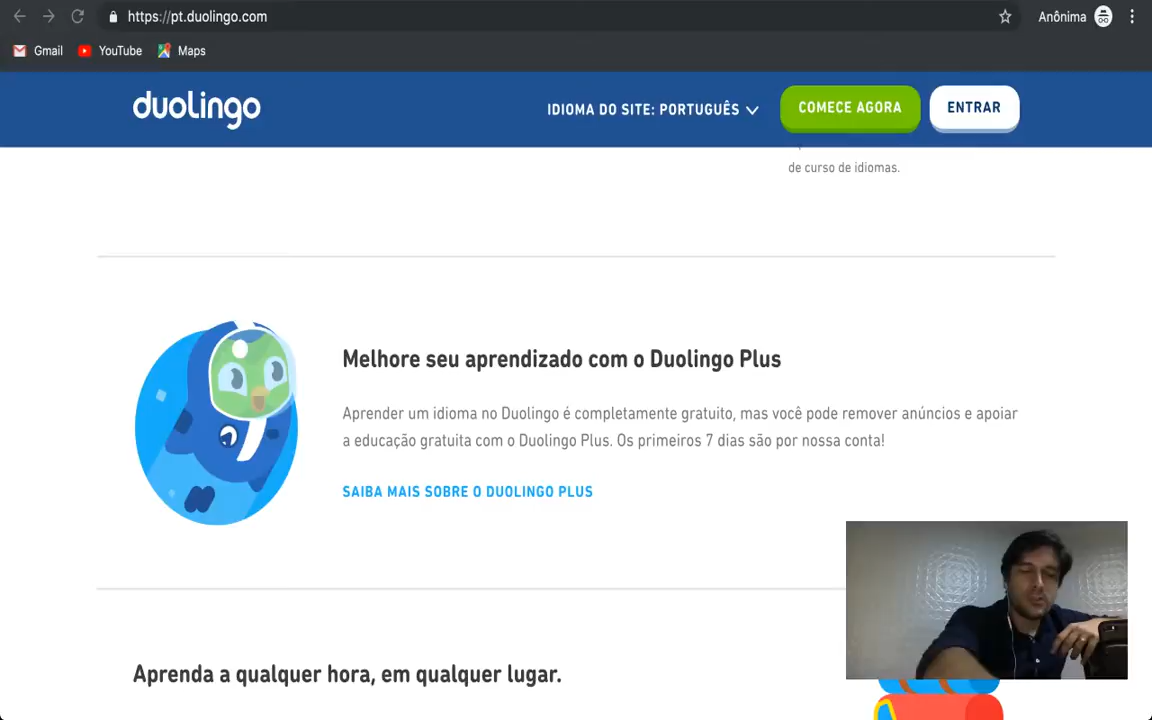 https://pt.duolingo.com
Anônima
Gmail
YouTube
Maps
duolingo
IDIOMA DO SITE: PORTUGUÊS
COMECE AGORA
ENTRAR
de curso de idiomas.
Melhore seu aprendizado com o Duolingo Plus
Aprender um idioma no Duolingo é completamente gratuito, mas você pode remover anúncios e apoiar
a educação gratuita com o Duolingo Plus. Os primeiros 7 dias são por nossa conta!
SAIBA MAIS SOBRE O DUOLINGO PLUS
Aprenda a qualquer hora, em qualquer lugar.